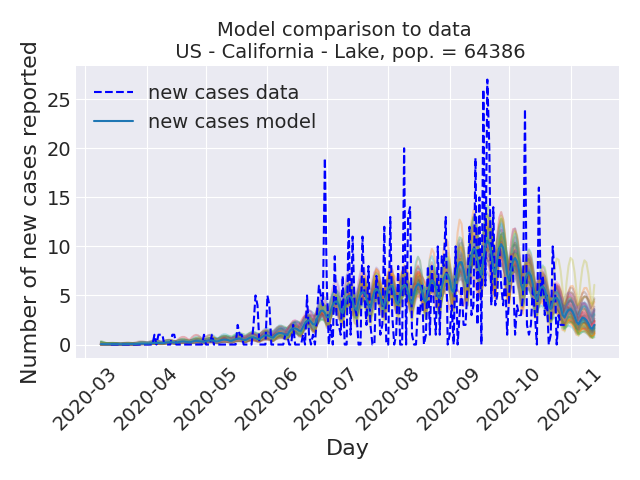 Model comparison to data
US - California - Lake, pop. = 64386
Number of new cases reported
25
20
15
10
5
0
new cases data
new cases model
2020-03
2020-04
2020-05
2020-06
2020-07
2020-08
2020-09
2020-10
2020-11
Day